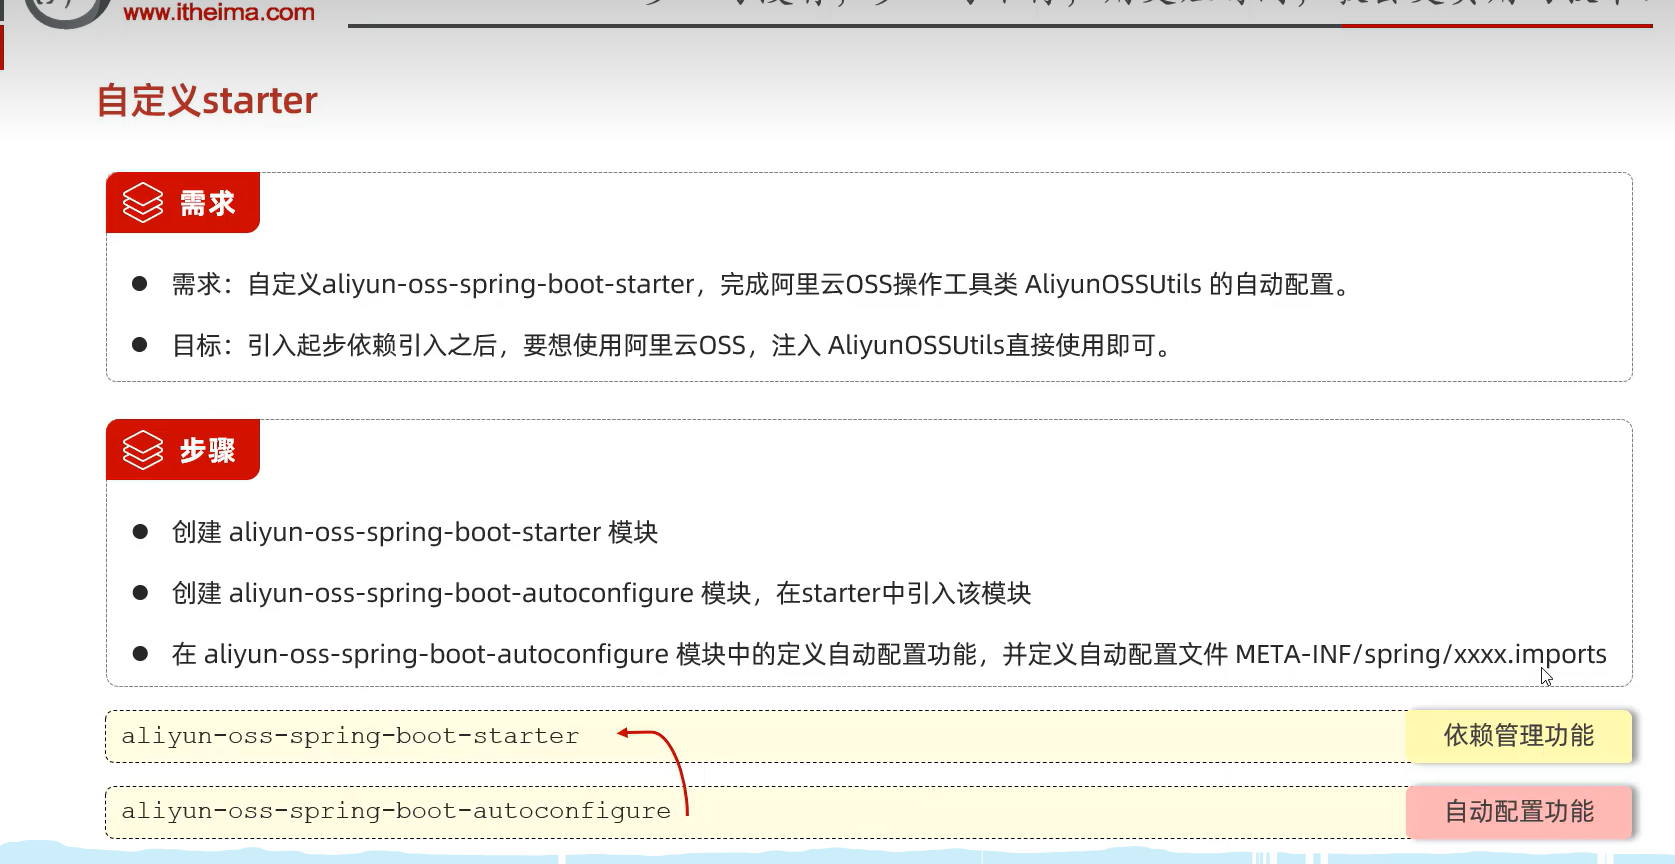 www.itheima.com
自定义starter
需求
● 需求：自定义aliyun-oss-spring-boot-starter，完成阿里云OSS操作工具类 AliyunOSSUtils 的自动配置。
● 目标：引入起步依赖引入之后，要想使用阿里云OSS，注入 AliyunOSSUtils直接使用即可。
步骤
● 创建 aliyun-oss-spring-boot-starter 模块
● 创建 aliyun-oss-spring-boot-autoconfigure 模块，在starter中引入该模块
● 在 aliyun-oss-spring-boot-autoconfigure 模块中的定义自动配置功能，并定义自动配置文件 META-INF/spring/xxxx.imports
aliyun-oss-spring-boot-starter 依赖管理功能
aliyun-oss-spring-boot-autoconfigure 自动配置功能